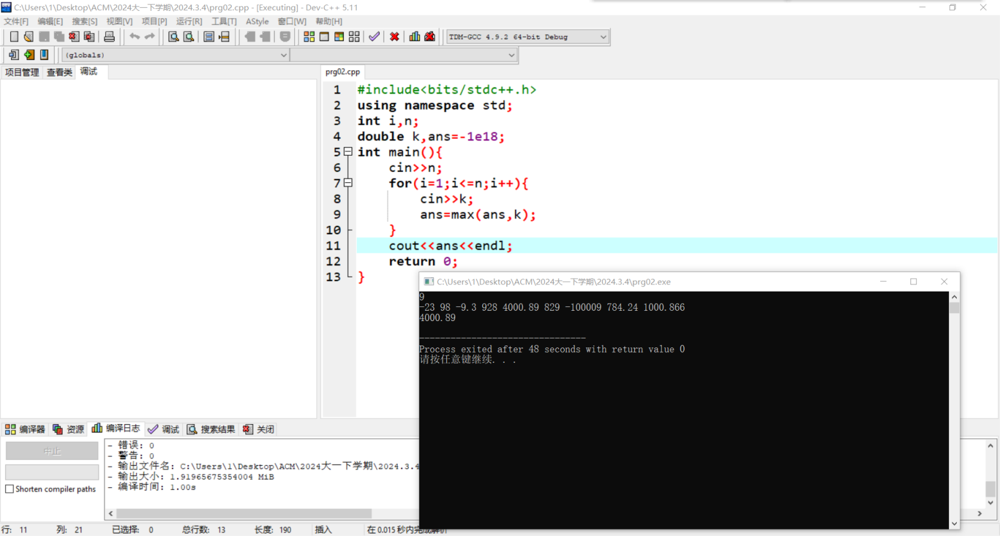 C:\Users\1\Desktop\ACM\2024大一下学期\2024.3.4\prg02.cpp - [Executing] - Dev-C++ 5.11
文件[F] 编辑[E] 搜索[S] 视图[V] 项目[P] 运行[R] 工具[T] AStyle 窗口[W] 帮助[H]
TDM-GCC 4.9.2 64-bit Debug
(globals)
项目管理 查看类 调试
prg02.cpp
1 #include<bits/stdc++.h>
2 using namespace std;
3 int i,n;
4 double k,ans=-1e18;
5 int main(){
6 cin>>n;
7 for(i=1;i<=n;i++){
8 cin>>k;
9 ans=max(ans,k);
10 }
11 cout<<ans<<endl;
12 return 0;
13 }
C:\Users\1\Desktop\ACM\2024大一下学期\2024.3.4\prg02.exe
9
-23 98 -9.3 928 4000.89 829 -100009 784.24 1000.866
4000.89
--------------------------------
Process exited after 48 seconds with return value 0
请按任意键继续. . .
编译器 资源 编译日志 调试 搜索结果 关闭
中止
Shorten compiler paths
- 错误: 0
- 警告: 0
- 输出文件名: C:\Users\1\Desktop\ACM\2024大一下学期\2024.3.4
- 输出大小: 1.91965675354004 MiB
- 编译时间: 1.00s
行: 11 列: 21 已选择: 0 总行数: 13 长度: 190 插入 在 0.015 秒内完成解析